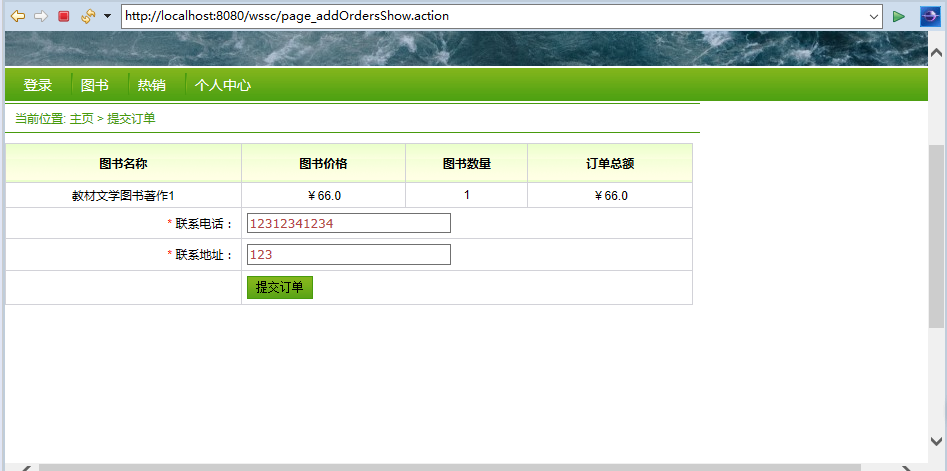 http://localhost:8080/wssc/page_addOrdersShow.action
登录 图书 热销 个人中心
当前位置: 主页 > 提交订单
图书名称 图书价格 图书数量 订单总额
教材文学图书著作1 ￥66.0 1 ￥66.0
* 联系电话： 12312341234
* 联系地址： 123
提交订单